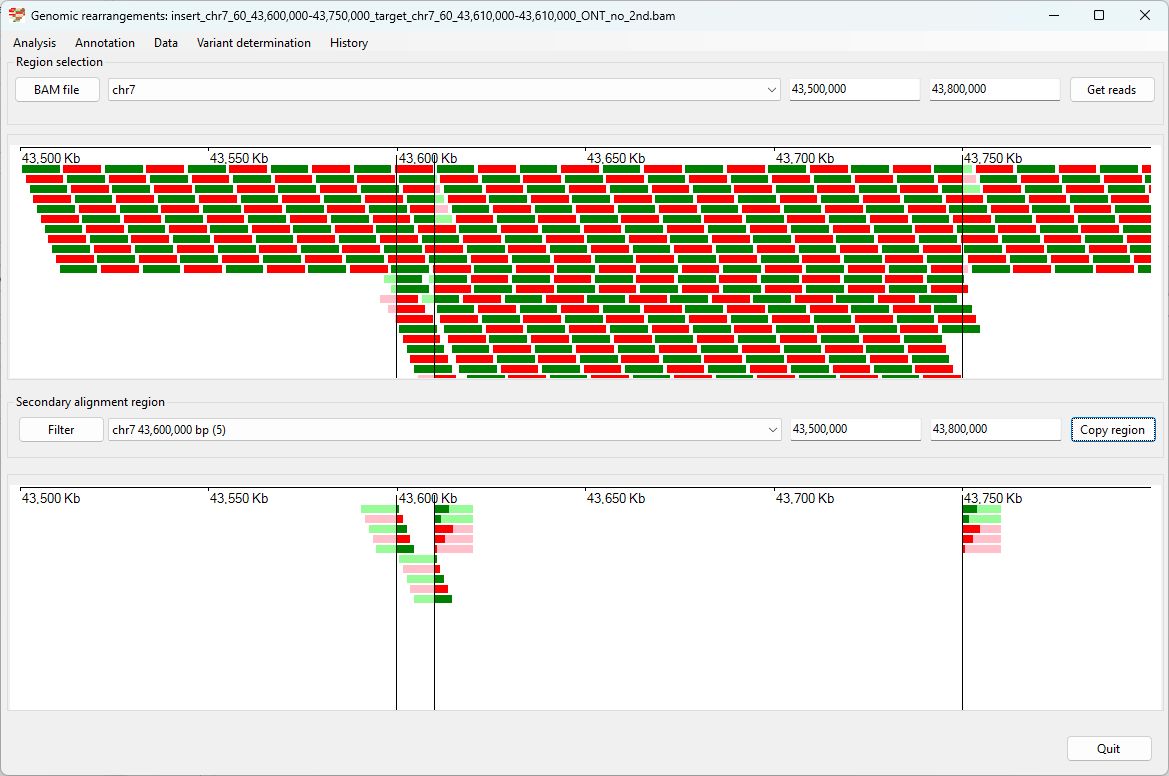 Genomic rearrangements: insert_chr7_60_43,600,000-43,750,000_target_chr7_60_43,610,000-43,610,000_ONT_no_2nd.bam
Analysis Annotation Data Variant determination History
Region selection
BAM file chr7 43,500,000 43,800,000 Get reads
43,500 Kb 43,550 Kb 43,600 Kb 43,650 Kb 43,700 Kb 43,750 Kb
Secondary alignment region
Filter chr7 43,600,000 bp (5) 43,500,000 43,800,000 Copy region
43,500 Kb 43,550 Kb 43,600 Kb 43,650 Kb 43,700 Kb 43,750 Kb
Quit